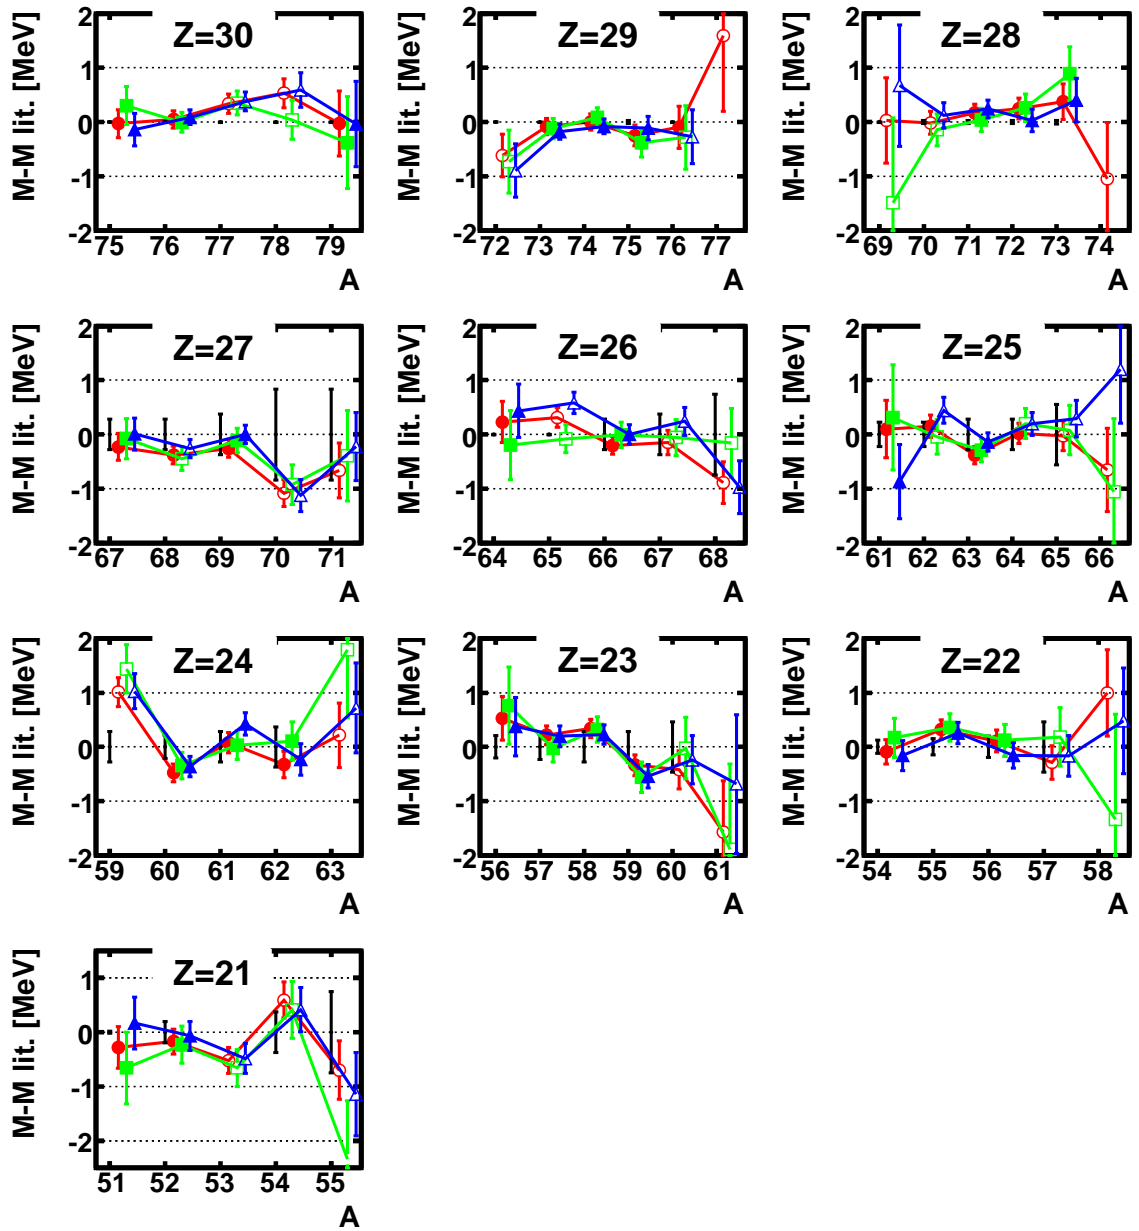 M-M lit. [MeV]
Z=30
2
1
0
-1
-2
75 76 77 78 79
A
M-M lit. [MeV]
Z=29
2
1
0
-1
-2
72 73 74 75 76 77
A
M-M lit. [MeV]
Z=28
2
1
0
-1
-2
69 70 71 72 73 74
A
M-M lit. [MeV]
Z=27
2
1
0
-1
-2
67 68 69 70 71
A
M-M lit. [MeV]
Z=26
2
1
0
-1
-2
64 65 66 67 68
A
M-M lit. [MeV]
Z=25
2
1
0
-1
-2
61 62 63 64 65 66
A
M-M lit. [MeV]
Z=24
2
1
0
-1
-2
59 60 61 62 63
A
M-M lit. [MeV]
Z=23
2
1
0
-1
-2
56 57 58 59 60 61
A
M-M lit. [MeV]
Z=22
2
1
0
-1
-2
54 55 56 57 58
A
M-M lit. [MeV]
Z=21
1
0
-1
-2
51 52 53 54 55
A